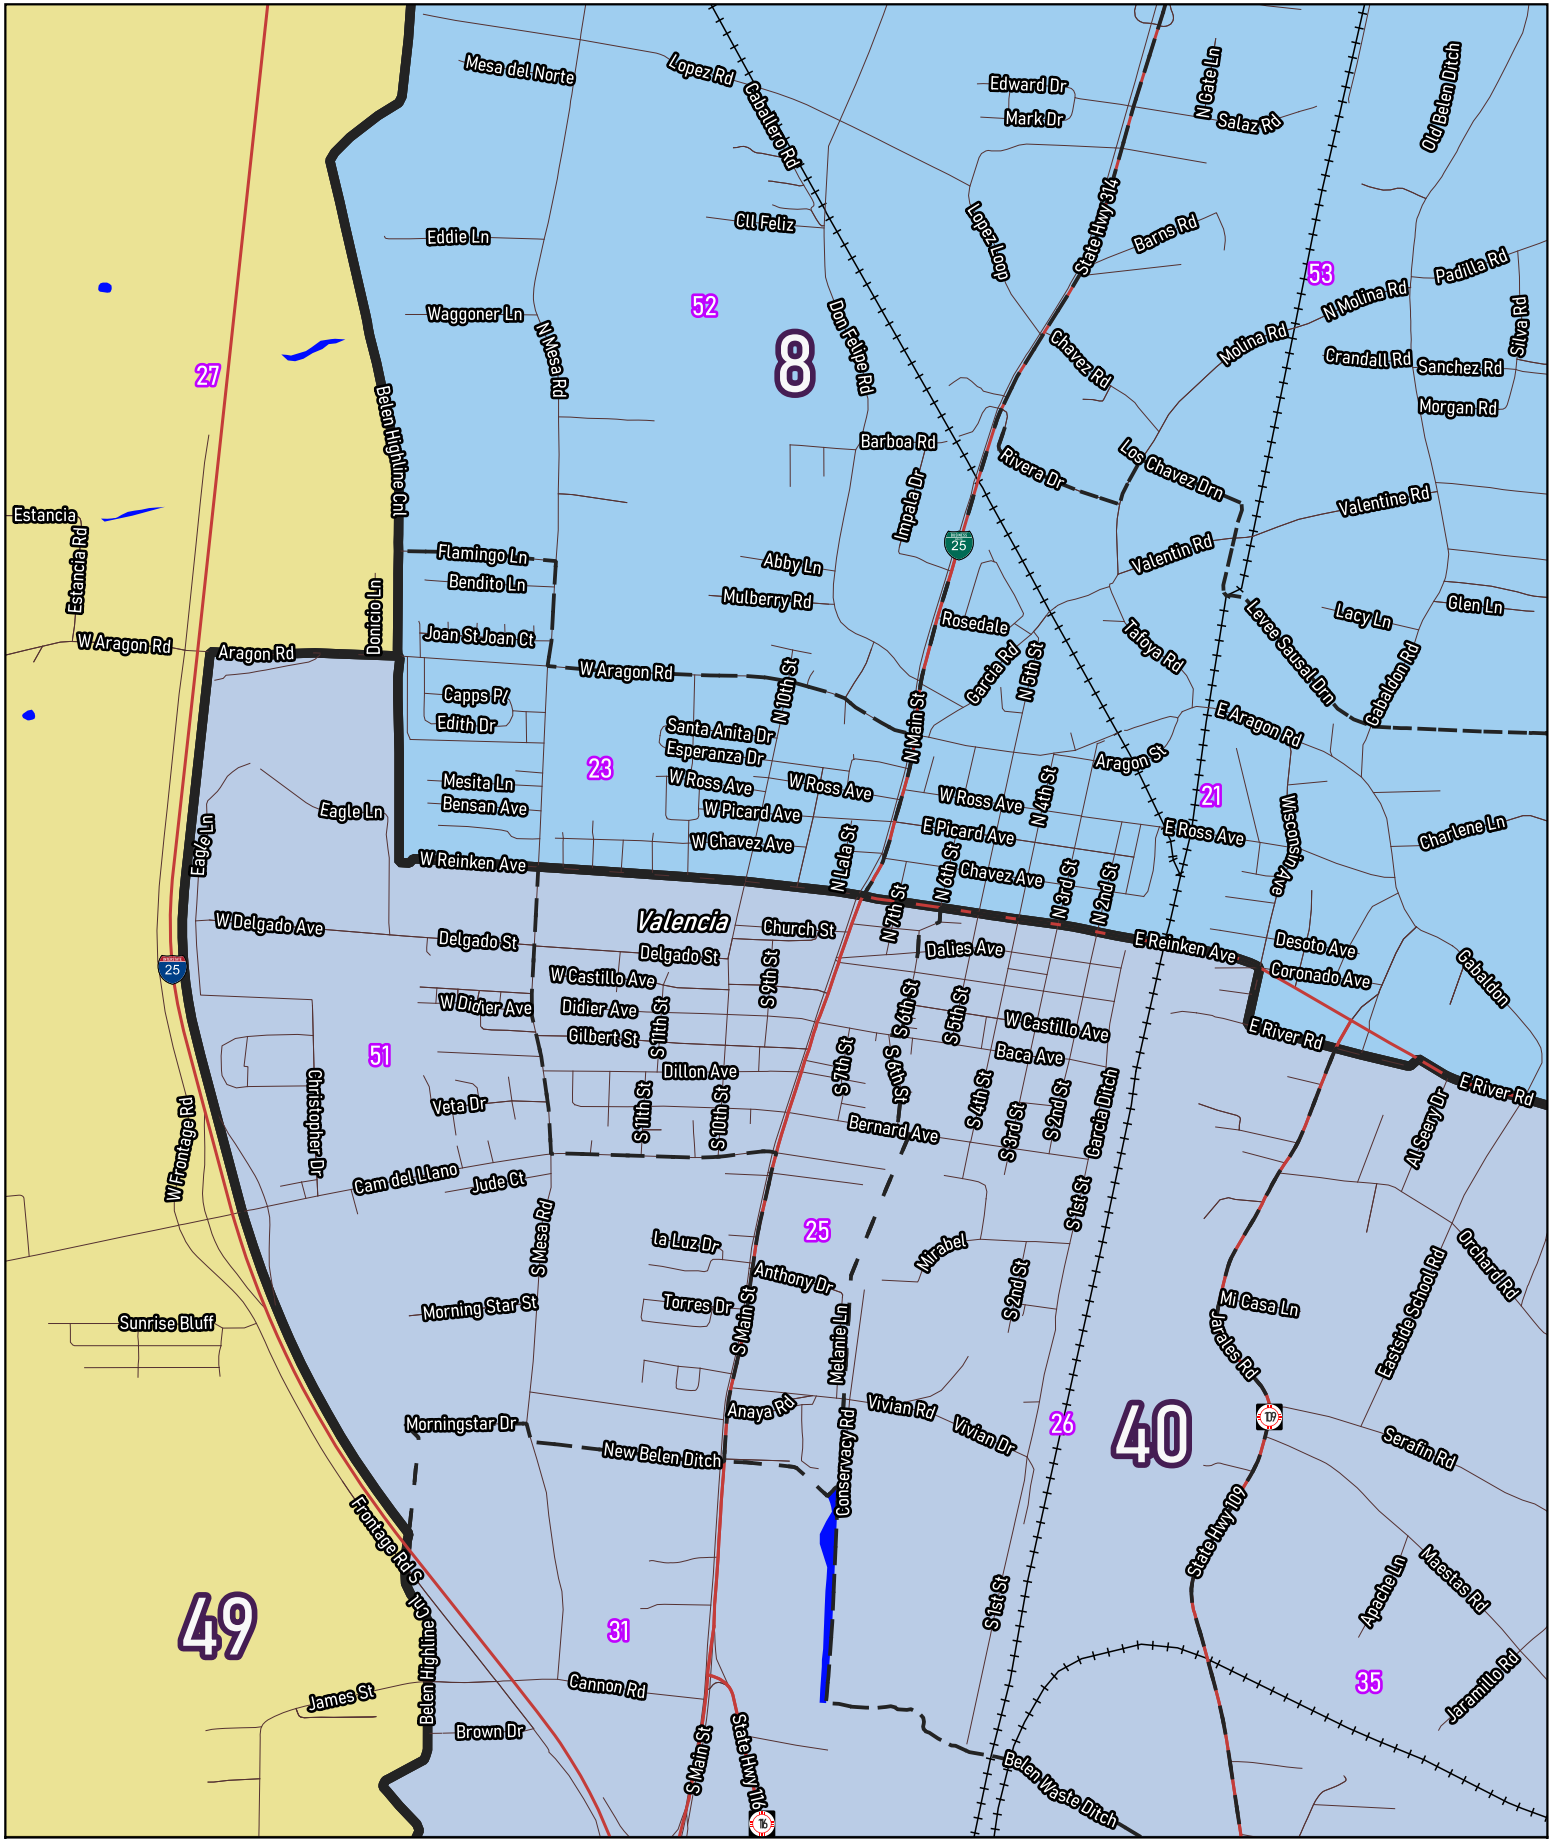 Mesa del Norte
Lopez Rd
Caballero Rd
Edward Dr
Mark Dr
N Gate Ln
Salaz Rd
Old Belen Ditch
State Hwy 314
Eddie Ln
Cll Feliz
Lopez Loop
Barns Rd
53
Padilla Rd
N Molina Rd
Silva Rd
52
Waggoner Ln
N Mesa Rd
Don Felipe Rd
8
Chavez Rd
Molina Rd
Crandall Rd
Sanchez Rd
Morgan Rd
27
Belen Highline Cnl
Barboa Rd
Rivera Dr
Los Chavez Drn
Impala Dr
Valentine Rd
Estancia
Estancia Rd
25
Flamingo Ln
Bendito Ln
Abby Ln
Mulberry Rd
Valentin Rd
Donicio Ln
Joan St
Joan Ct
Rosedale
Tafoya Rd
Levee Sausal Drn
Lacy Ln
Glen Ln
W Aragon Rd
Aragon Rd
W Aragon Rd
N 10th St
Garcia Rd
N 5th St
Gabaldon Rd
Capps Pl
Edith Dr
Santa Anita Dr
Esperanza Dr
N Main St
E Aragon Rd
Aragon St
23
Mesita Ln
Bensan Ave
W Ross Ave
W Ross Ave
W Ross Ave
N 4th St
21
Wisconsin Ave
Eagle Ln
Eagle Ln
W Picard Ave
E Picard Ave
E Ross Ave
Charlene Ln
W Chavez Ave
N Lala St
N 6th St
Chavez Ave
W Reinken Ave
N 7th St
N 3rd St
N 2nd St
W Delgado Ave
Valencia
Church St
Delgado St
Delgado St
Dalies Ave
E Reinken Ave
Desoto Ave
Coronado Ave
Gabaldon
25
W Castillo Ave
S 9th St
W Didier Ave
Didier Ave
S 11th St
S 6th St
S 5th St
W Castillo Ave
E River Rd
Gilbert St
51
Baca Ave
Dillon Ave
S 7th St
S 6th St
Christopher Dr
Veta Dr
S 11th St
S 10th St
S 4th St
S 3rd St
S 2nd St
Garcia Ditch
E River Rd
Al Seery Dr
Bernard Ave
W Frontage Rd
Cam del Llano
Jude Ct
S Mesa Rd
25
S 1st St
la Luz Dr
Mirabel
Anthony Dr
S 2nd St
Orchard Rd
Eastside School Rd
Mi Casa Ln
Jarales Rd
Morning Star St
Torres Dr
S Main St
Melanie Ln
Sunrise Bluff
Morningstar Dr
Anaya Rd
Vivian Rd
Vivian Dr
26
40
109
Serafin Rd
New Belen Ditch
Conservacy Rd
State Hwy 109
Frontage Rd S
Apache Ln
Maestas Rd
49
S 1st St
31
Belen Highline Cnl
Cannon Rd
35
Jaramillo Rd
James St
Brown Dr
S Main St
State Hwy 116
116
Belen Waste Ditch